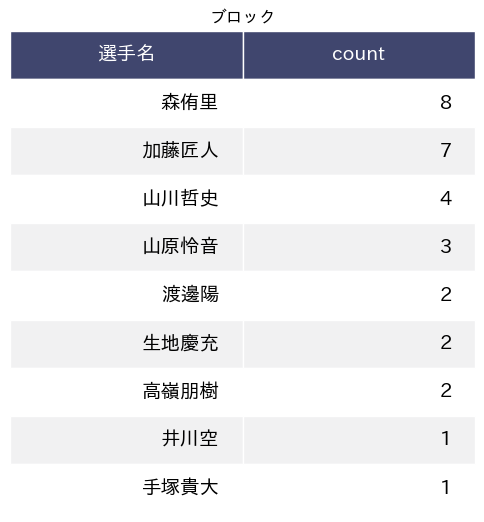 ブロック
選手名 count
森侑里 8
加藤匠人 7
山川哲史 4
山原怜音 3
渡邊陽 2
生地慶充 2
高嶺朋樹 2
井川空 1
手塚貴大 1